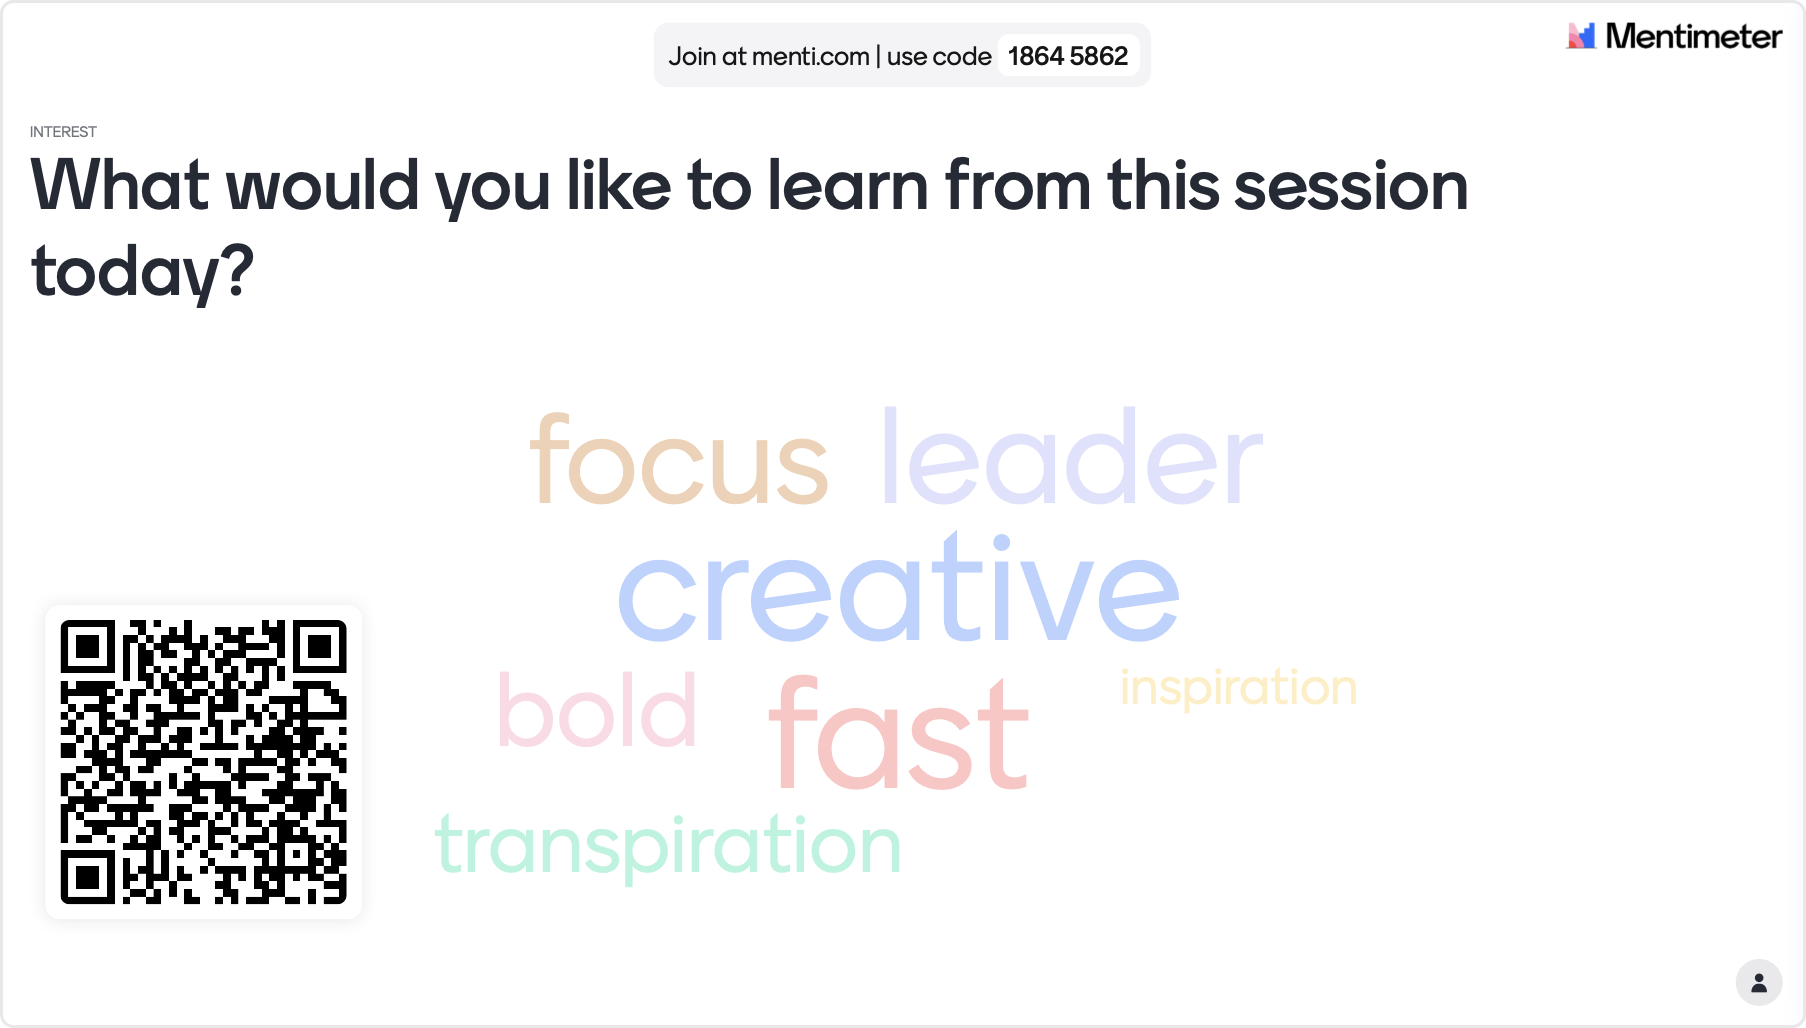 Join at menti.com | use code 1864 5862
Mentimeter
INTEREST
What would you like to learn from this session
today?
focus leader
creative
bold fast inspiration
transpiration